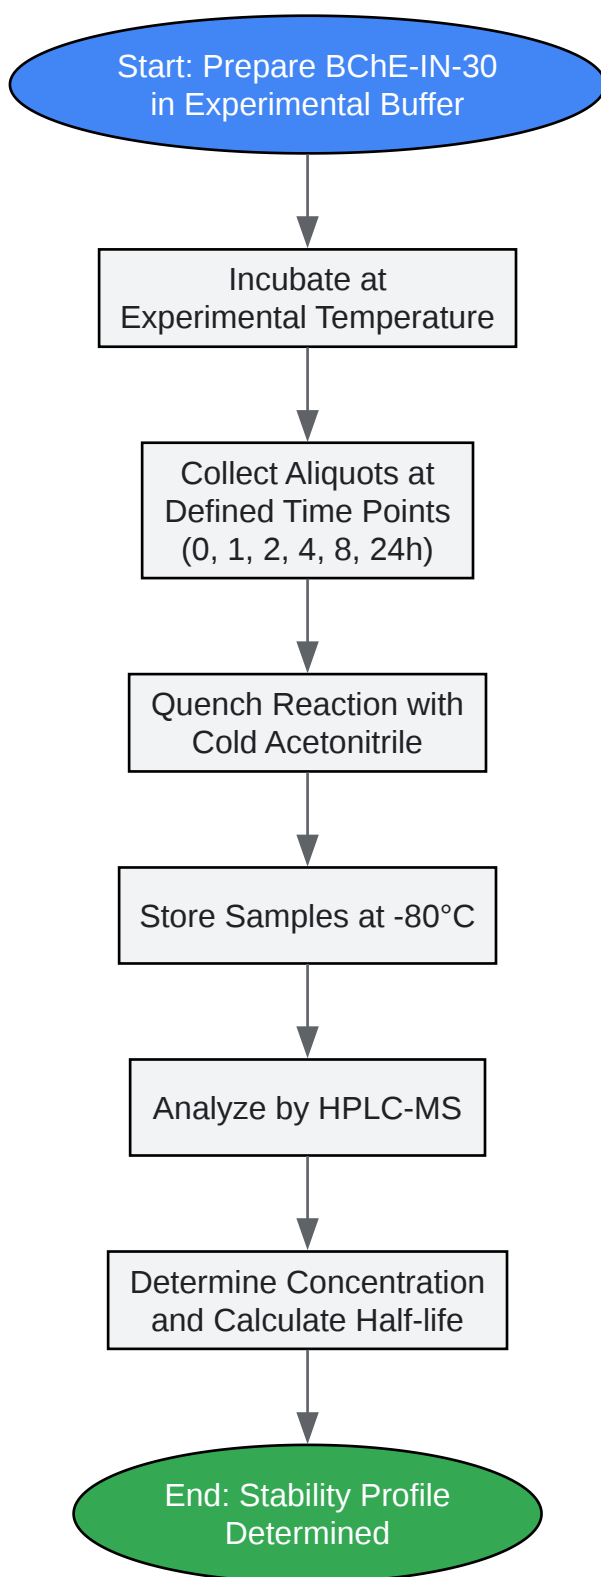 Start: Prepare BChE-IN-30
in Experimental Buffer
Incubate at
Experimental Temperature
Collect Aliquots at
Defined Time Points
(0, 1, 2, 4, 8, 24h)
Quench Reaction with
Cold Acetonitrile
Store Samples at -80°C
Analyze by HPLC-MS
Determine Concentration
and Calculate Half-life
End: Stability Profile
Determined